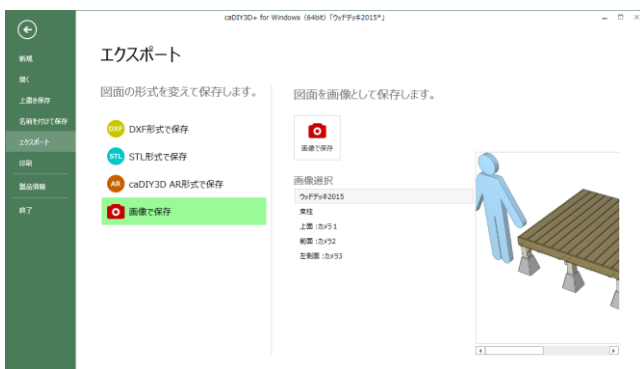 caDIY3D+ for Windows (64bit) 「ウッドデッキ2015*」
新規
開く
上書き保存
名前を付けて保存
エクスポート
印刷
製品情報
終了
エクスポート
図面の形式を変えて保存します。
DXF DXF形式で保存
STL STL形式で保存
AR caDIY3D AR形式で保存
画像で保存
図面を画像として保存します。
画像で保存
画像選択
ウッドデッキ2015
束柱
上面 :カメラ1
前面 :カメラ2
左側面 :カメラ3